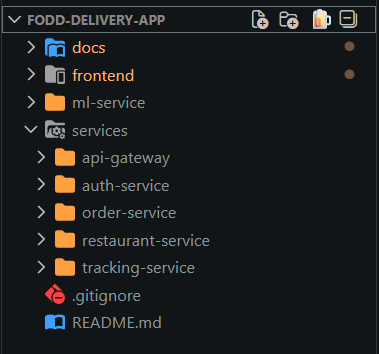 FODD-DELIVERY-APP
docs
frontend
ml-service
services
api-gateway
auth-service
order-service
restaurant-service
tracking-service
.gitignore
README.md